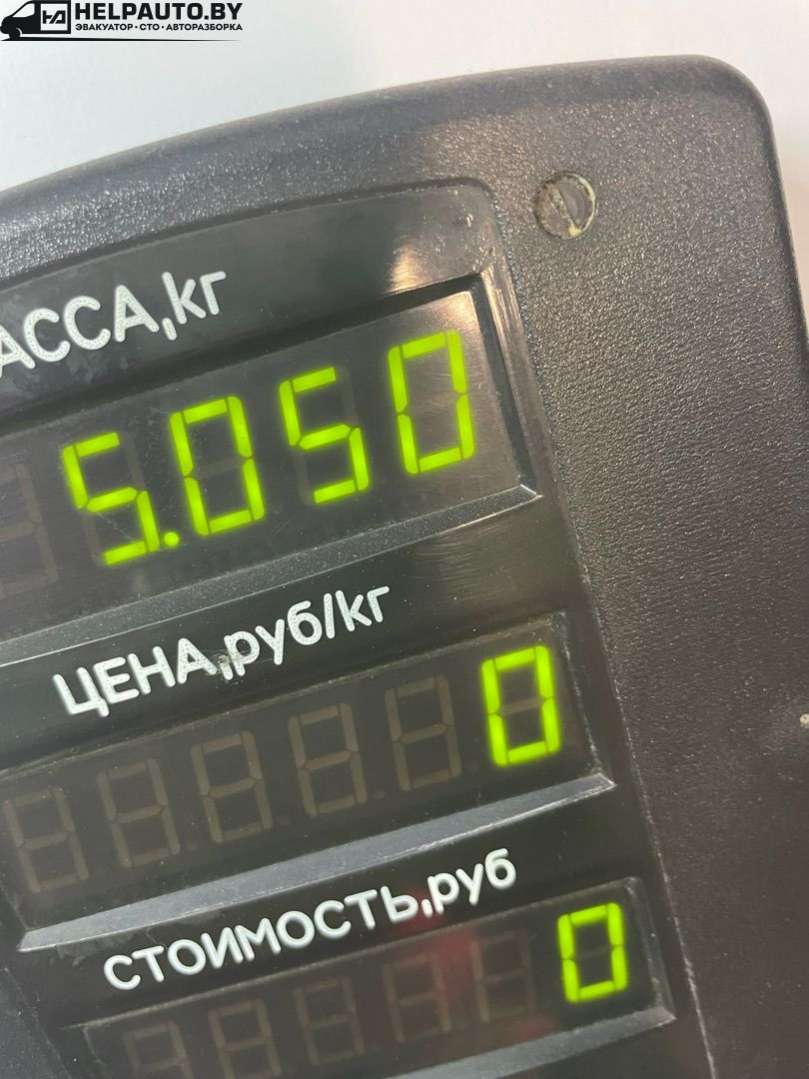 HELPAUTO.BY
ЭВАКУАТОР · СТО · АВТОРАЗБОРКА
АССА,кг
5.050
ЦЕНА,руб/кг
0
СТОИМОСТЬ,руб
0